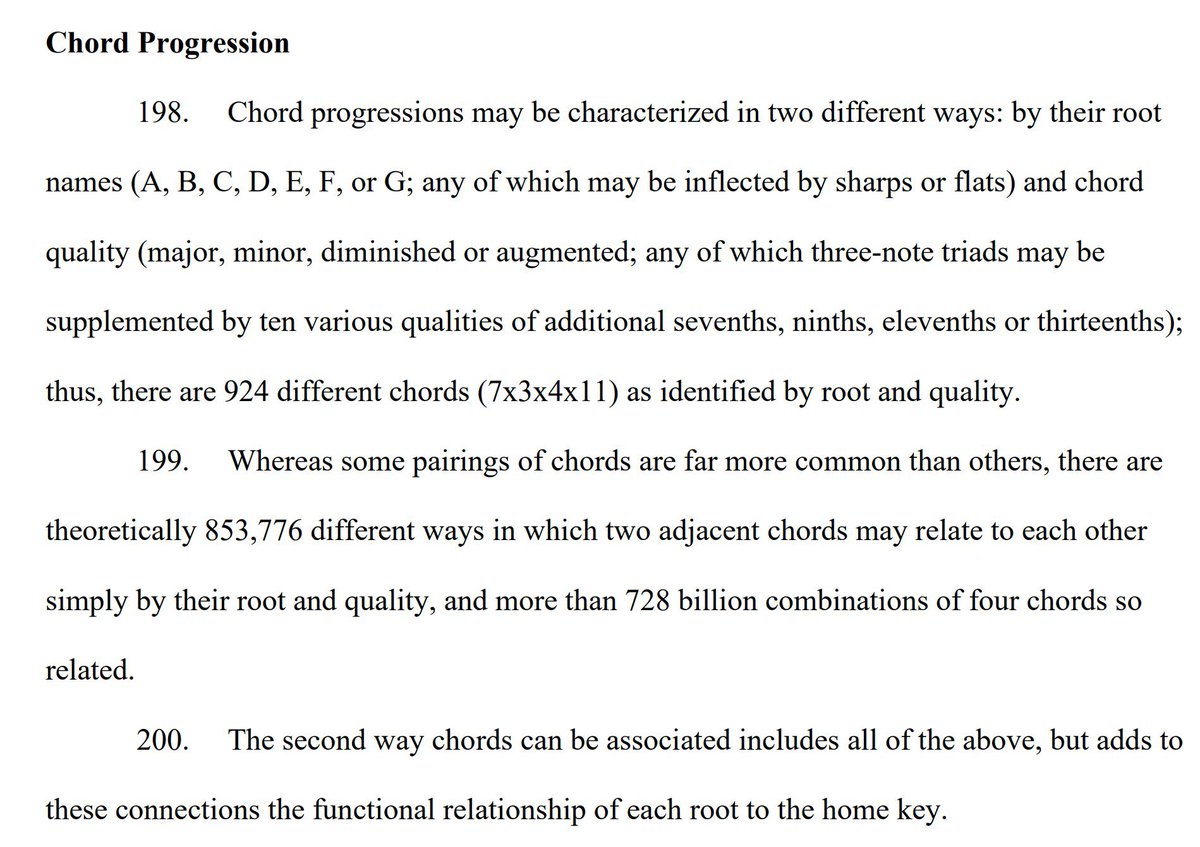 Chord Progression
198. Chord progressions may be characterized in two different ways: by their root
names (A, B, C, D, E, F, or G; any of which may be inflected by sharps or flats) and chord
quality (major, minor, diminished or augmented; any of which three-note triads may be
supplemented by ten various qualities of additional sevenths, ninths, elevenths or thirteenths);
thus, there are 924 different chords (7x3x4x11) as identified by root and quality.
199. Whereas some pairings of chords are far more common than others, there are
theoretically 853,776 different ways in which two adjacent chords may relate to each other
simply by their root and quality, and more than 728 billion combinations of four chords so
related.
200. The second way chords can be associated includes all of the above, but adds to
these connections the functional relationship of each root to the home key.